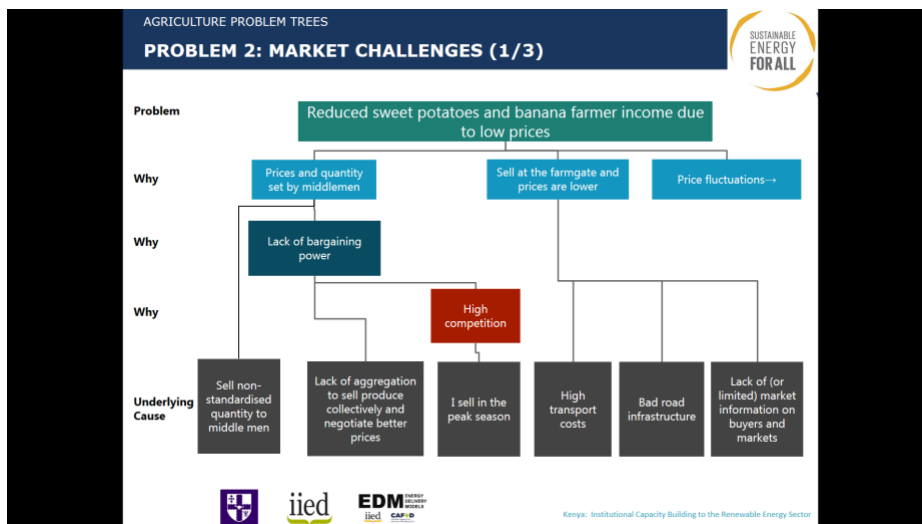 AGRICULTURE PROBLEM TREES
PROBLEM 2: MARKET CHALLENGES (1/3)
SUSTAINABLE
ENERGY
FOR ALL
Problem
Reduced sweet potatoes and banana farmer income due
to low prices
Why
Prices and quantity
set by middlemen
Sell at the farmgate and
prices are lower
Price fluctuations→
Why
Lack of bargaining
power
Why
High
competition
Underlying
Cause
Sell non-
standardised
quantity to
middle men
Lack of aggregation
to sell produce
collectively and
negotiate better
prices
I sell in the
peak season
High
transport
costs
Bad road
infrastructure
Lack of (or
limited) market
information on
buyers and
markets
iied
EDM
ENERGY
DELIVERY
MODELS
iied
CAFOD
Kenya: Institutional Capacity Building to the Renewable Energy Sector